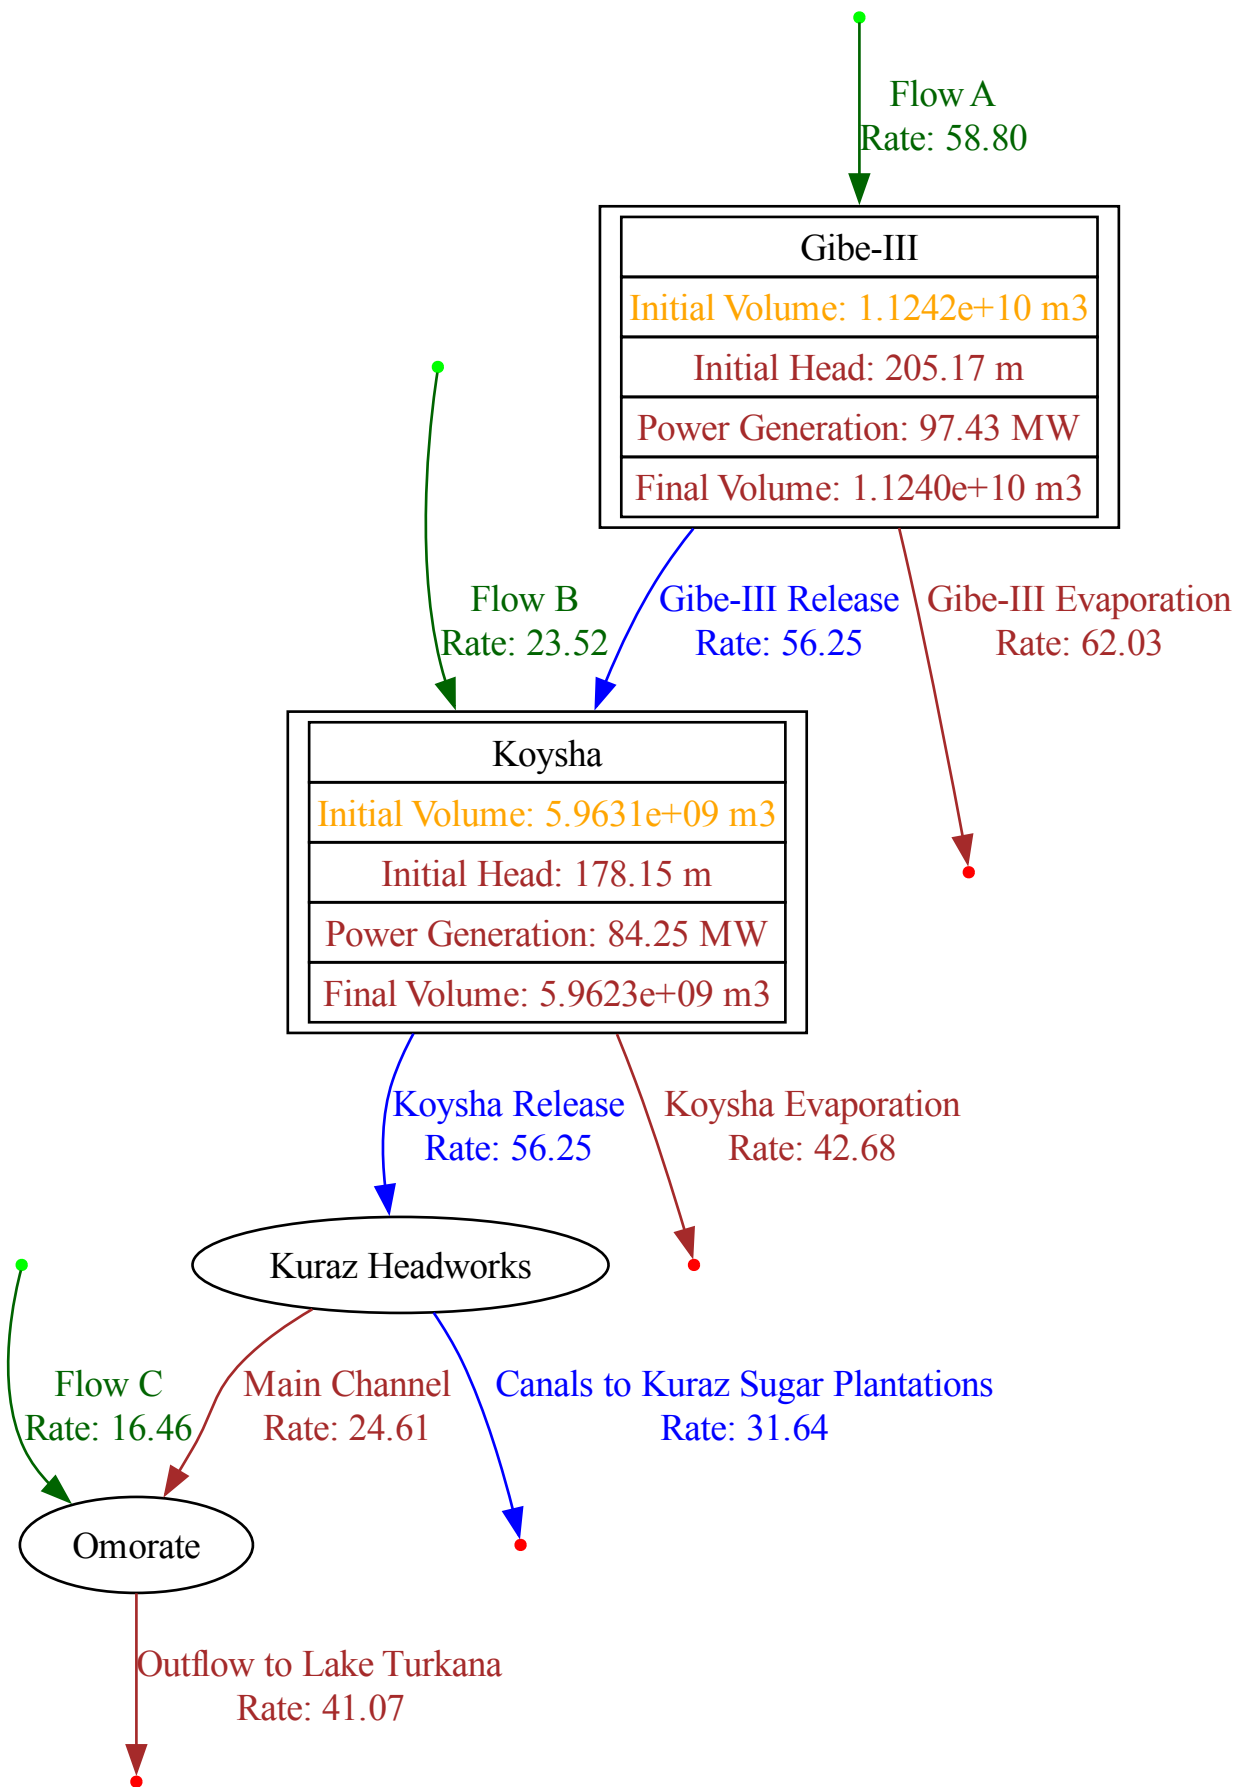 Flow A
Rate: 58.80
Gibe-III
Initial Volume: 1.1242e+10 m3
Initial Head: 205.17 m
Power Generation: 97.43 MW
Final Volume: 1.1240e+10 m3
Flow B
Rate: 23.52
Gibe-III Release
Rate: 56.25
Gibe-III Evaporation
Rate: 62.03
Koysha
Initial Volume: 5.9631e+09 m3
Initial Head: 178.15 m
Power Generation: 84.25 MW
Final Volume: 5.9623e+09 m3
Koysha Release
Rate: 56.25
Koysha Evaporation
Rate: 42.68
Kuraz Headworks
Flow C
Rate: 16.46
Main Channel
Rate: 24.61
Canals to Kuraz Sugar Plantations
Rate: 31.64
Omorate
Outflow to Lake Turkana
Rate: 41.07